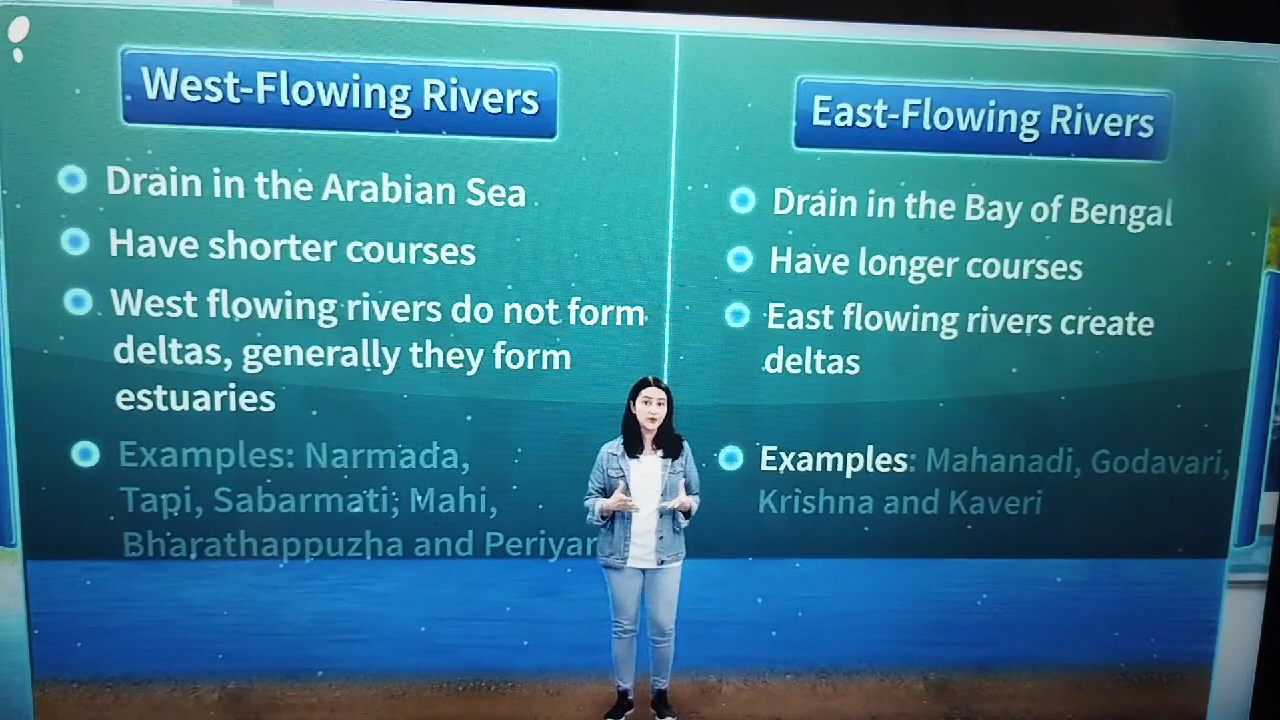 West-Flowing Rivers
Drain in the Arabian Sea
Have shorter courses
West flowing rivers do not form
deltas, generally they form
estuaries
Examples: Narmada,
Tapi, Sabarmati, Mahi,
Bharathappuzha and Periyar
East-Flowing Rivers
Drain in the Bay of Bengal
Have longer courses
East flowing rivers create
deltas
Examples: Mahanadi, Godavari,
Krishna and Kaveri